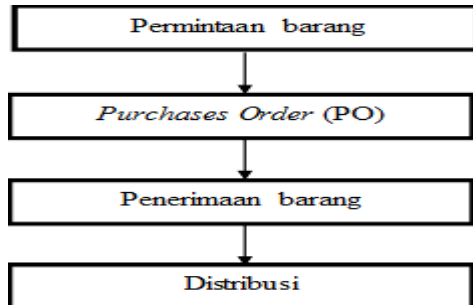 Permintaan barang
Purchases Order (PO)
Penerimaan barang
Distribusi